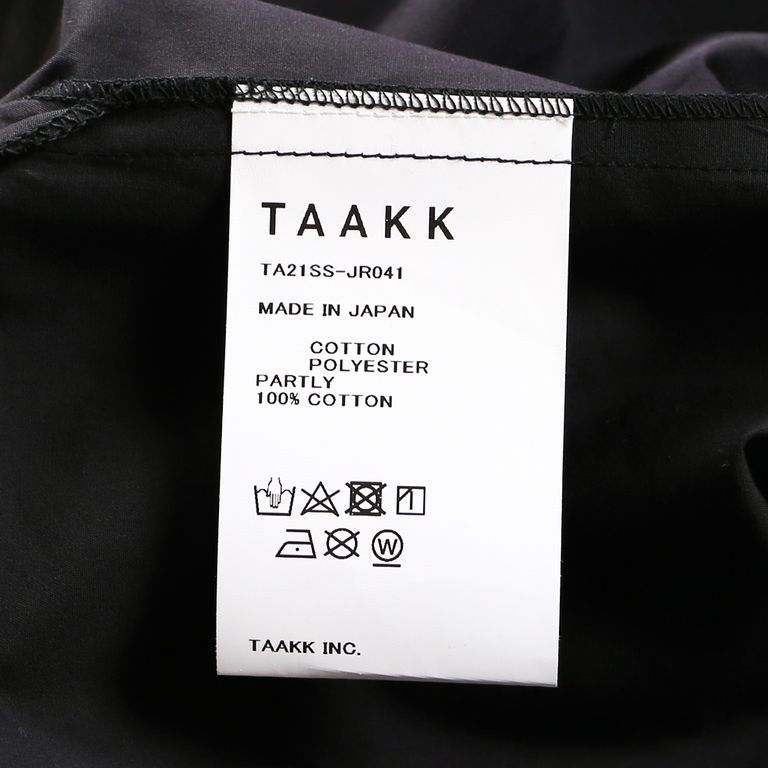 TAAKK
TA21SS-JR041
MADE IN JAPAN
COTTON
POLYESTER
PARTLY
100% COTTON
W
TAAKK INC.